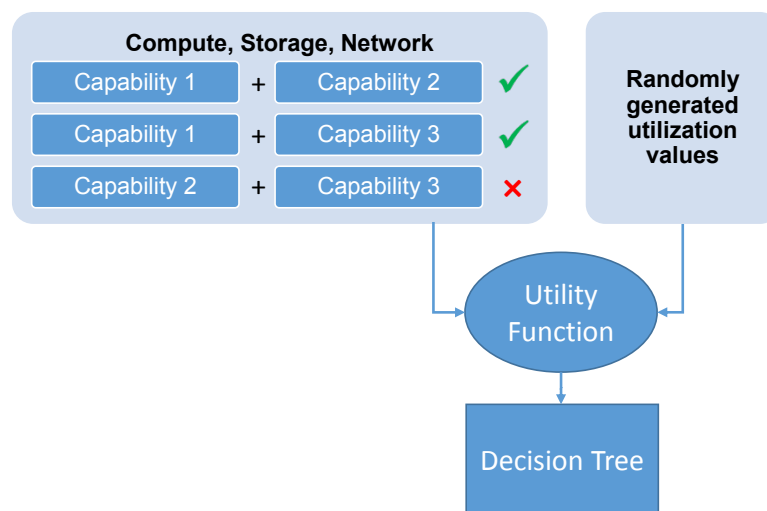 Compute, Storage, Network
Capability 1 + Capability 2 ✓
Capability 1 + Capability 3 ✓
Capability 2 + Capability 3 ×
Randomly
generated
utilization
values
Utility
Function
Decision Tree